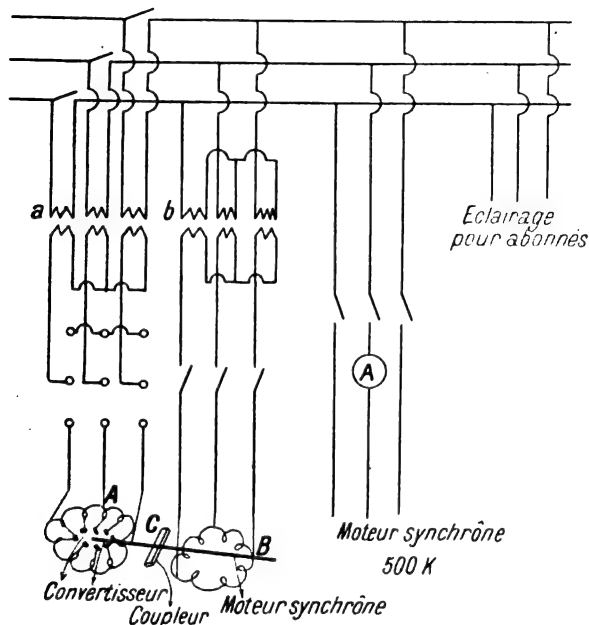 a
b
Eclairage
pour abonnés
A
A
C
B
Moteur synchrône
500 K
Convertisseur
Coupleur
Moteur synchrône